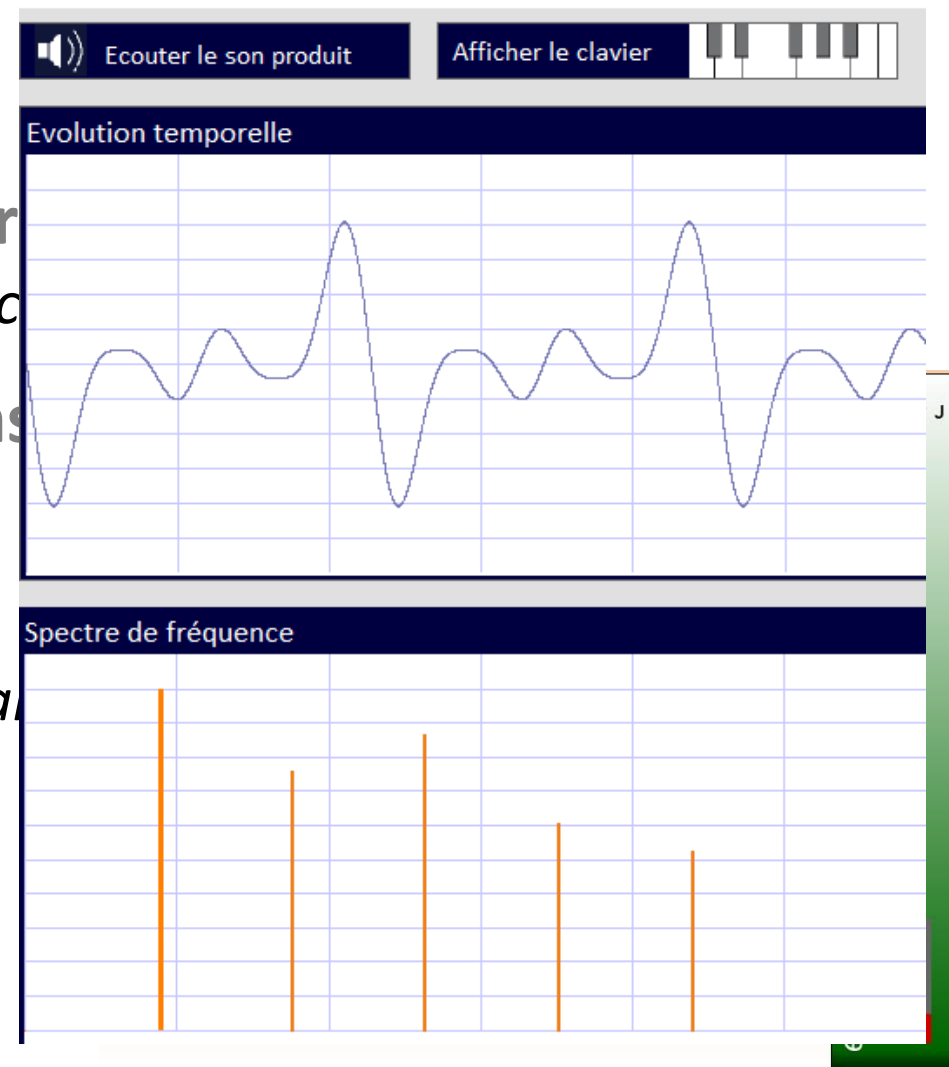 Ecouter le son produit
Afficher le clavier
Evolution temporelle
r
c
J
Spectre de fréquence